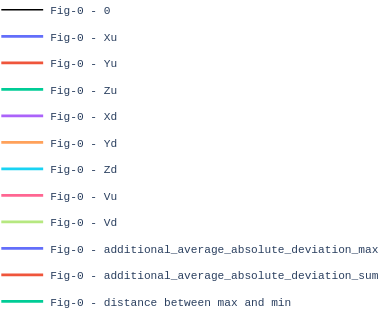 Fig-0 - 0
Fig-0 - Xu
Fig-0 - Yu
Fig-0 - Zu
Fig-0 - Xd
Fig-0 - Yd
Fig-0 - Zd
Fig-0 - Vu
Fig-0 - Vd
Fig-0 - additional_average_absolute_deviation_max
Fig-0 - additional_average_absolute_deviation_sum
Fig-0 - distance between max and min